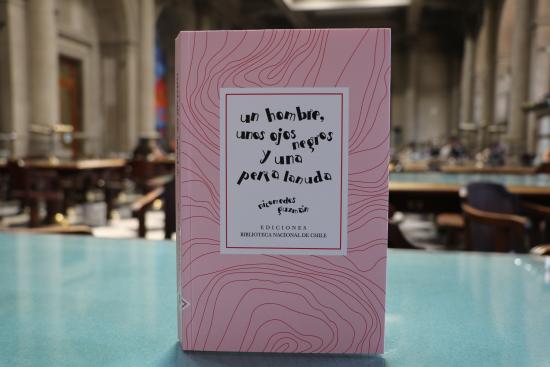 un hombre,
unos ojos
negros
y una
perra lanuda
nicomedes
guzmán
EDICIONES
BIBLIOTECA NACIONAL DE CHILE